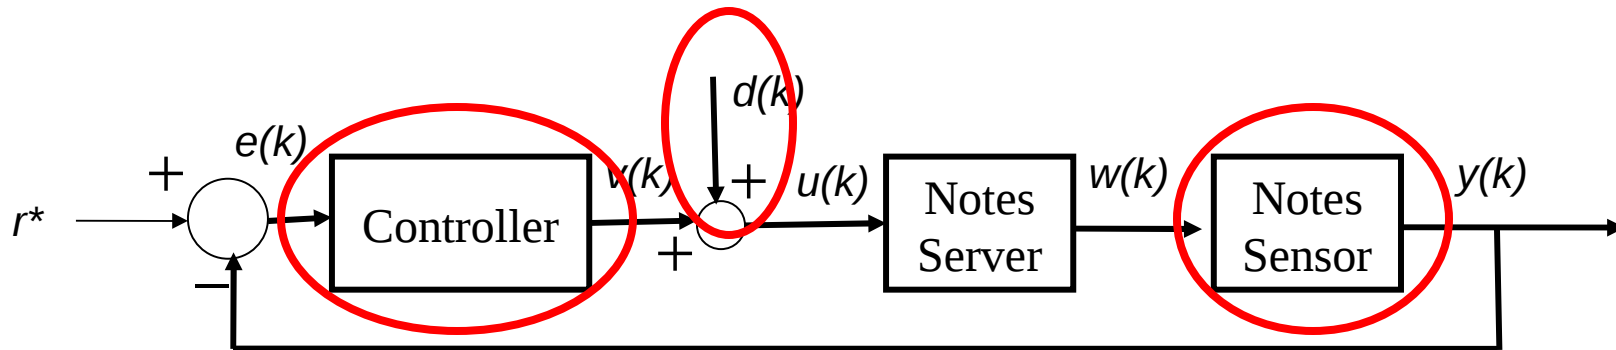 d(k)
e(k)
v(k)
+
+
u(k)
w(k)
y(k)
r*
Controller
Notes
Server
Notes
Sensor
+
−